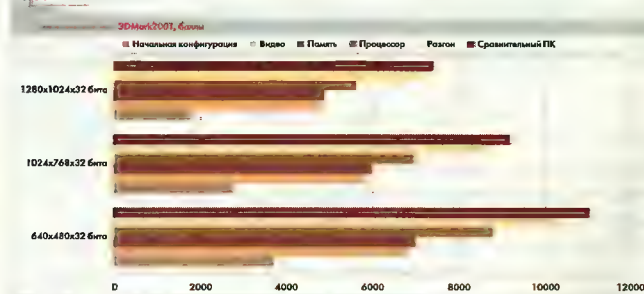 3DMark2001, баллы
Начальная конфигурация Видео Память Процессор Разгон Сравнительный ПК
1280x1024x32 бита
1024x768x32 бита
640x480x32 бита
0 2000 4000 6000 8000 10000 12000